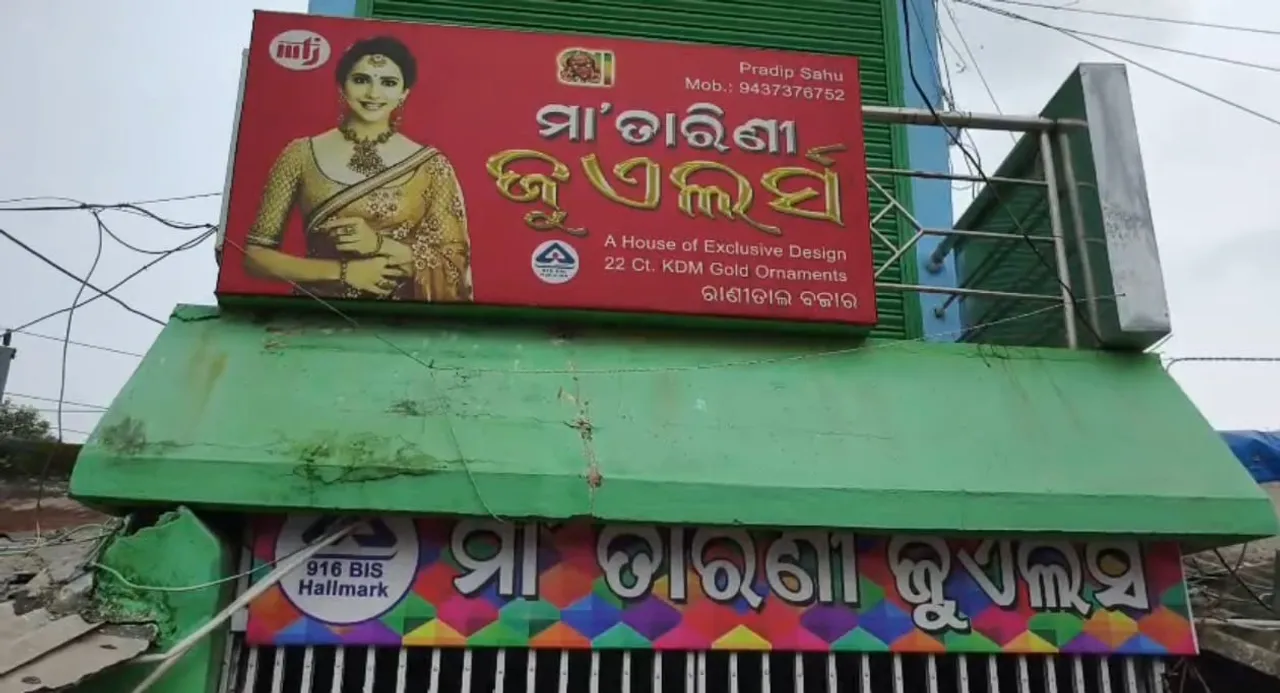 mtj
Pradip Sahu
Mob.: 9437376752
ମା' ତାରିଣୀ
ଜୁଏଲର୍ସ
A House of Exclusive Design
22 Ct. KDM Gold Ornaments
ରାଣୀତାଲ ବଜାର
916 BIS
Hallmark
ମା' ତାରିଣୀ ଜୁଏଲର୍ସ